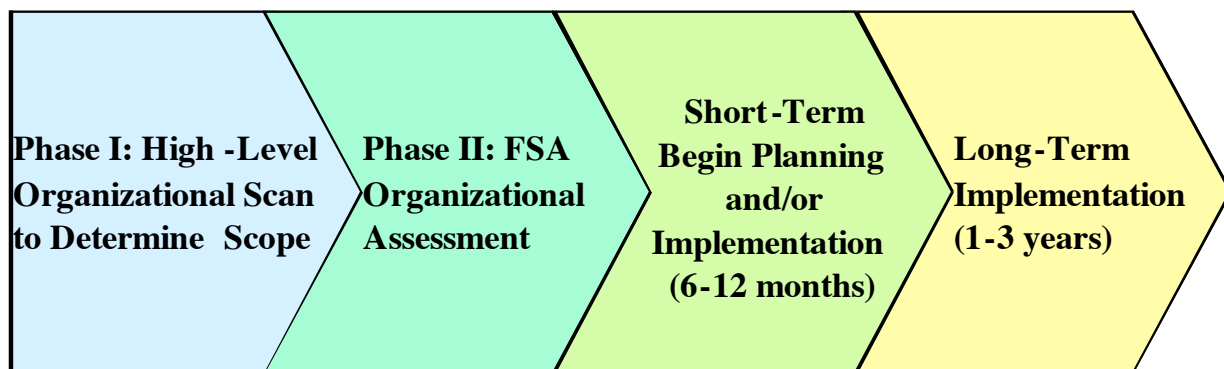 Phase I: High -Level
Organizational Scan
to Determine Scope
Phase II: FSA
Organizational
Assessment
Short-Term
Begin Planning
and/or
Implementation
(6-12 months)
Long-Term
Implementation
(1-3 years)